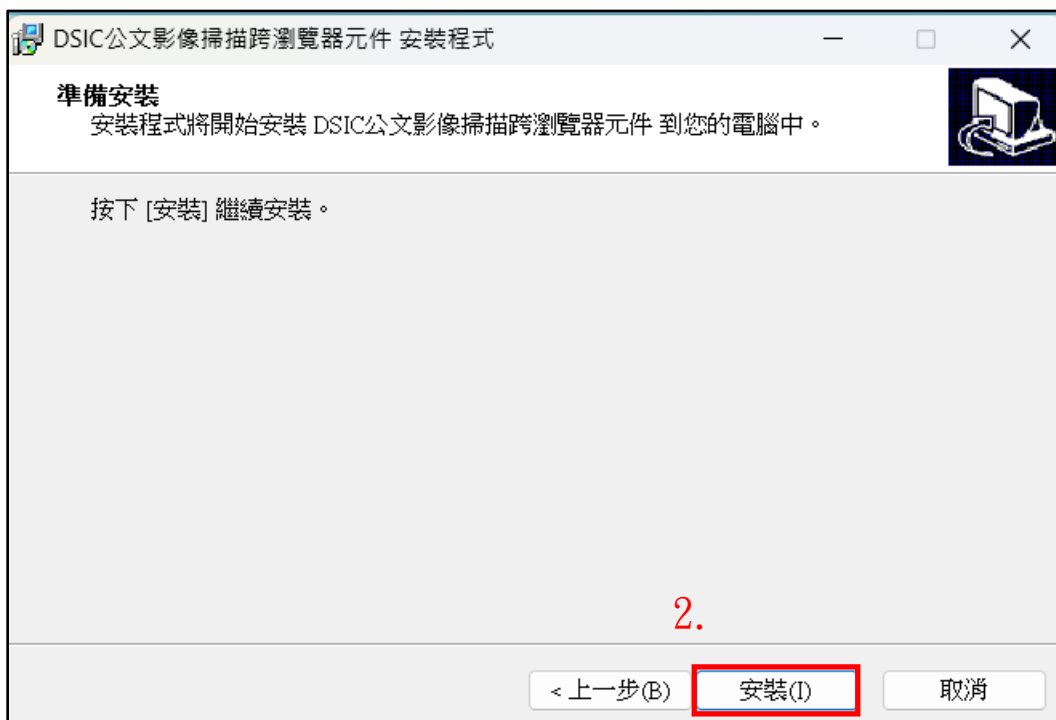 DSIC公文影像掃描跨瀏覽器元件 安裝程式
準備安裝
安裝程式將開始安裝 DSIC公文影像掃描跨瀏覽器元件 到您的電腦中。
按下 [安裝] 繼續安裝。
2.
< 上一步(B) 安裝(I) 取消